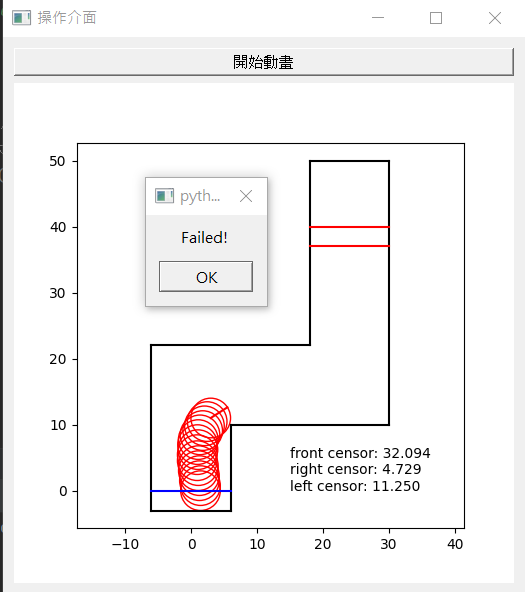 操作介面
開始動畫
50
40
30
20
10
0
pyth...
Failed!
OK
front censor: 32.094
right censor: 4.729
left censor: 11.250
−10
0
10
20
30
40